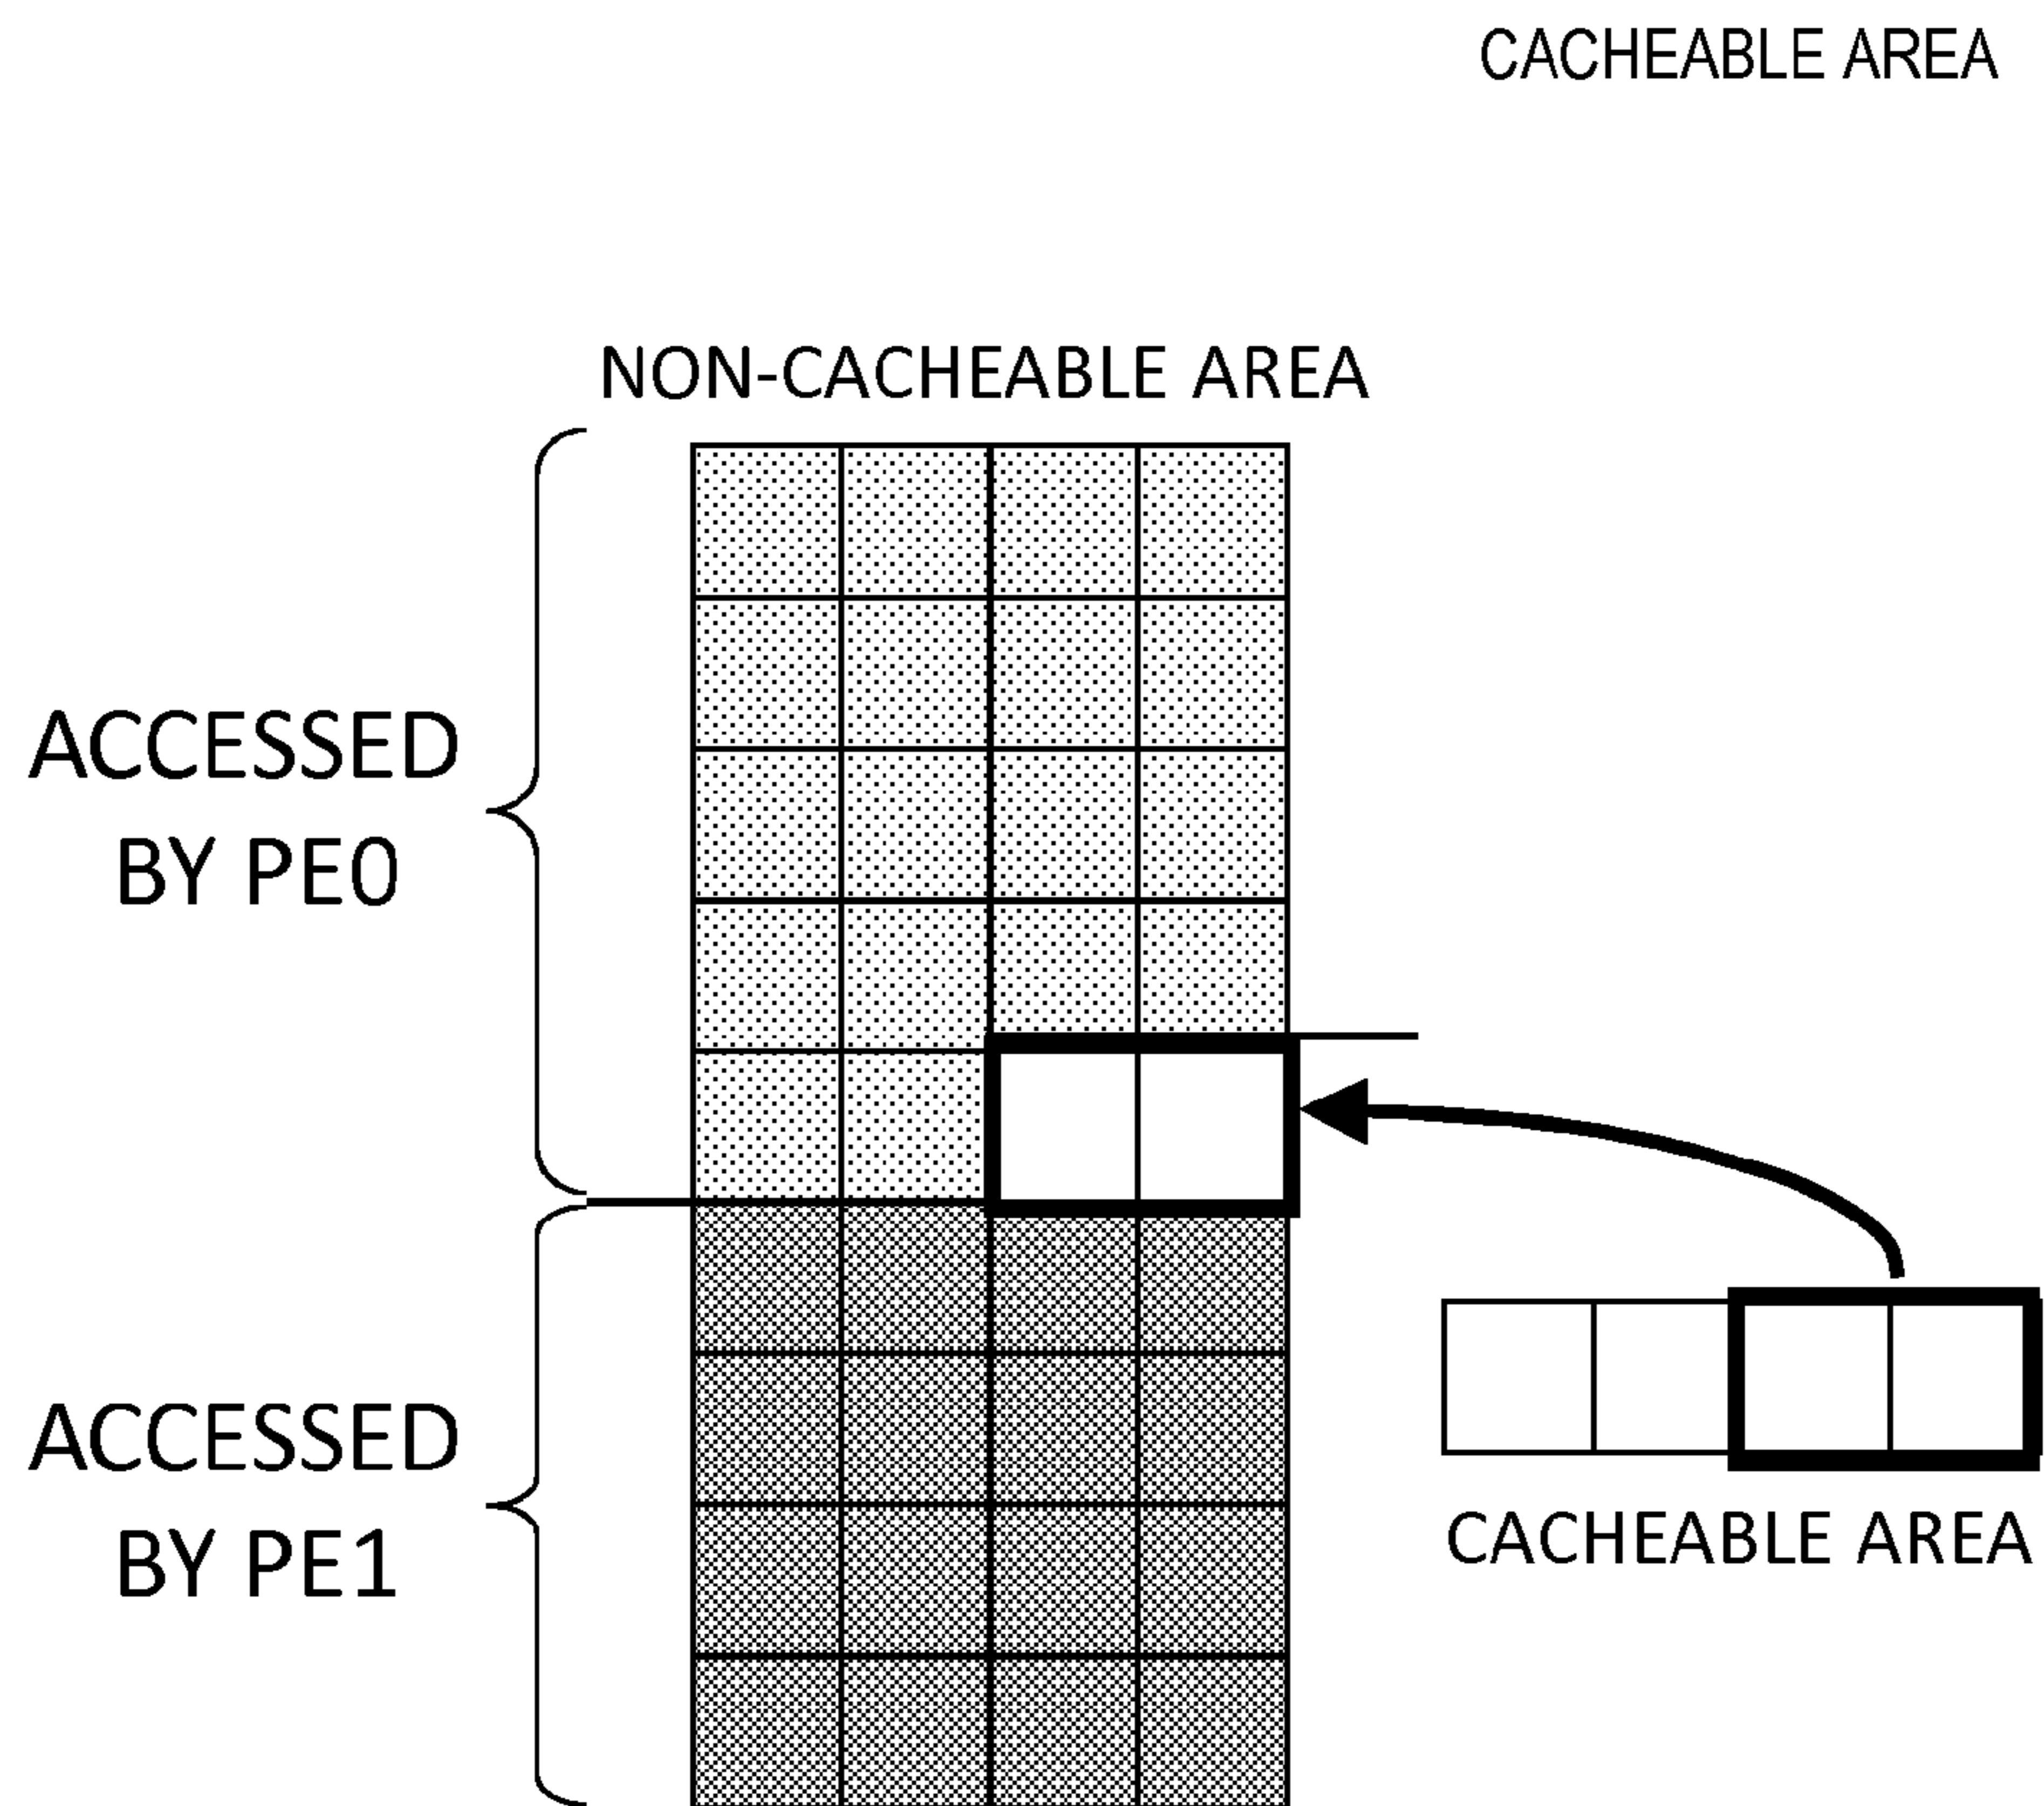 CACHEABLE AREA
NON-CACHEABLE AREA
ACCESSED
BY PE0
ACCESSED
BY PE1
CACHEABLE AREA